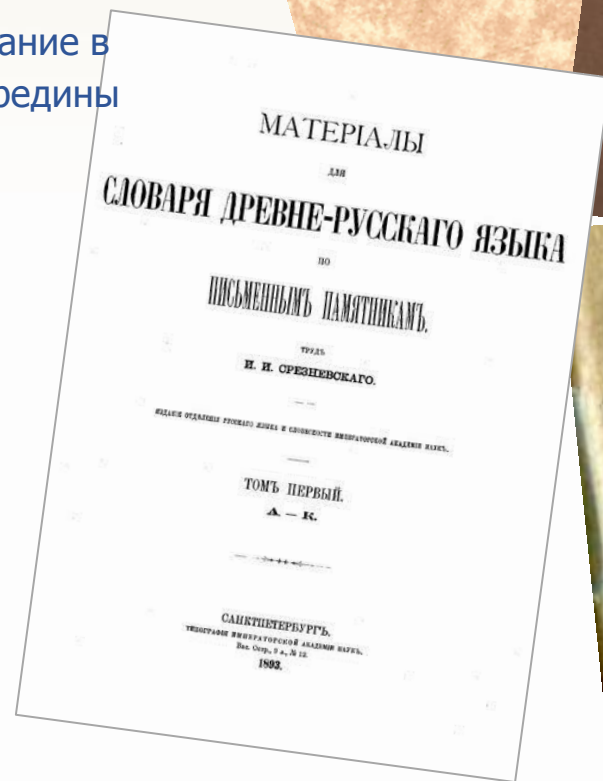 ание в
редины
МАТЕРІАЛЫ
ДЛЯ
СЛОВАРЯ ДРЕВНЕ-РУССКАГО ЯЗЫКА
ПО
ПИСЬМЕННЫМЪ ПАМЯТНИКАМЪ.
ТРУДЪ
И. И. СРЕЗНЕВСКАГО.
ИЗДАНІЕ ОТДѢЛЕНІЯ РУССКАГО ЯЗЫКА И СЛОВЕСНОСТИ ИМПЕРАТОРСКОЙ АКАДЕМІИ НАУКЪ.
ТОМЪ ПЕРВЫЙ.
А — К.
САНКТПЕТЕРБУРГЪ.
ТИПОГРАФІЯ ИМПЕРАТОРСКОЙ АКАДЕМІИ НАУКЪ.
Вас. Остр., 9 л., № 12.
1893.